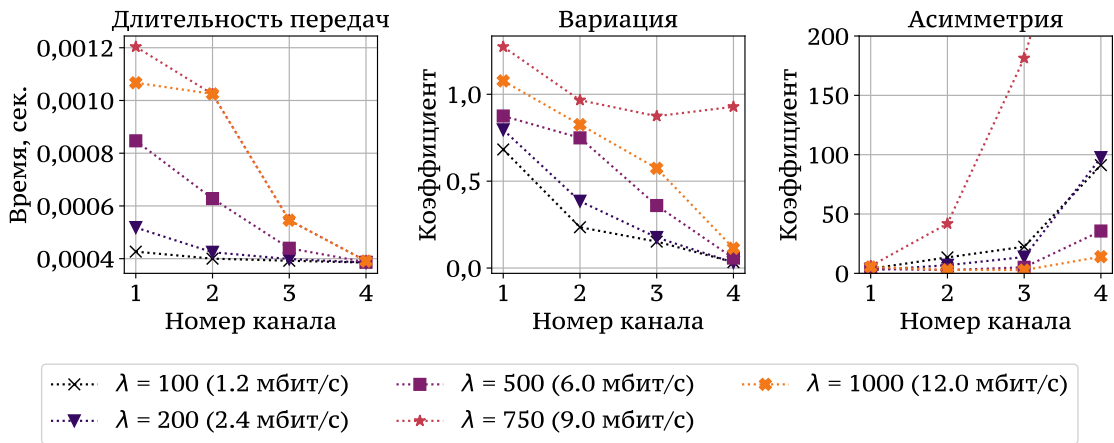 Длительность передач
Вариация
Асимметрия
Время, сек.
0,0012
0,0010
0,0008
0,0006
0,0004
1 2 3 4
Номер канала
Коэффициент
1,0
0,5
0,0
1 2 3 4
Номер канала
Коэффициент
200
150
100
50
0
1 2 3 4
Номер канала
λ = 100 (1.2 мбит/с)
λ = 200 (2.4 мбит/с)
λ = 500 (6.0 мбит/с)
λ = 750 (9.0 мбит/с)
λ = 1000 (12.0 мбит/с)